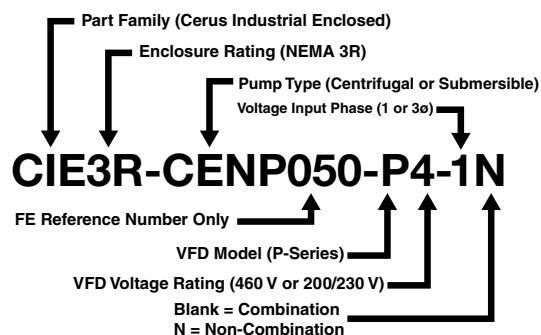 Part Family (Cerus Industrial Enclosed)
Enclosure Rating (NEMA 3R)
Pump Type (Centrifugal or Submersible)
Voltage Input Phase (1 or 3ø)
CIE3R-CENP050-P4-1N
FE Reference Number Only
VFD Model (P-Series)
VFD Voltage Rating (460 V or 200/230 V)
Blank = Combination
N = Non-Combination